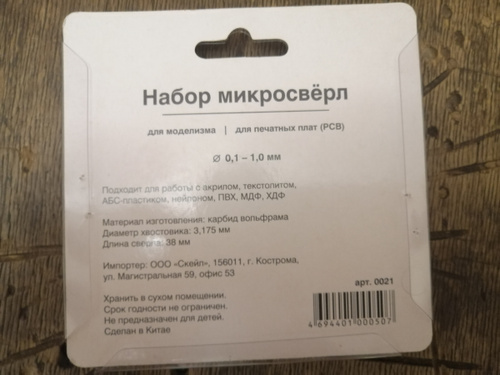 Набор микросвёрл
для моделизма | для печатных плат (PCB)
Ø 0,1 – 1,0 мм
Подходит для работы с акрилом, текстолитом,
АБС-пластиком, нейлоном, ПВХ, МДФ, ХДФ
Материал изготовления: карбид вольфрама
Диаметр хвостовика: 3,175 мм
Длина сверла: 38 мм
Импортер: ООО «Скейл», 156011, г. Кострома,
ул. Магистральная 59, офис 53
арт. 0021
Хранить в сухом помещении.
Срок годности не ограничен.
Не предназначен для детей.
Сделан в Китае
4 694401 000507